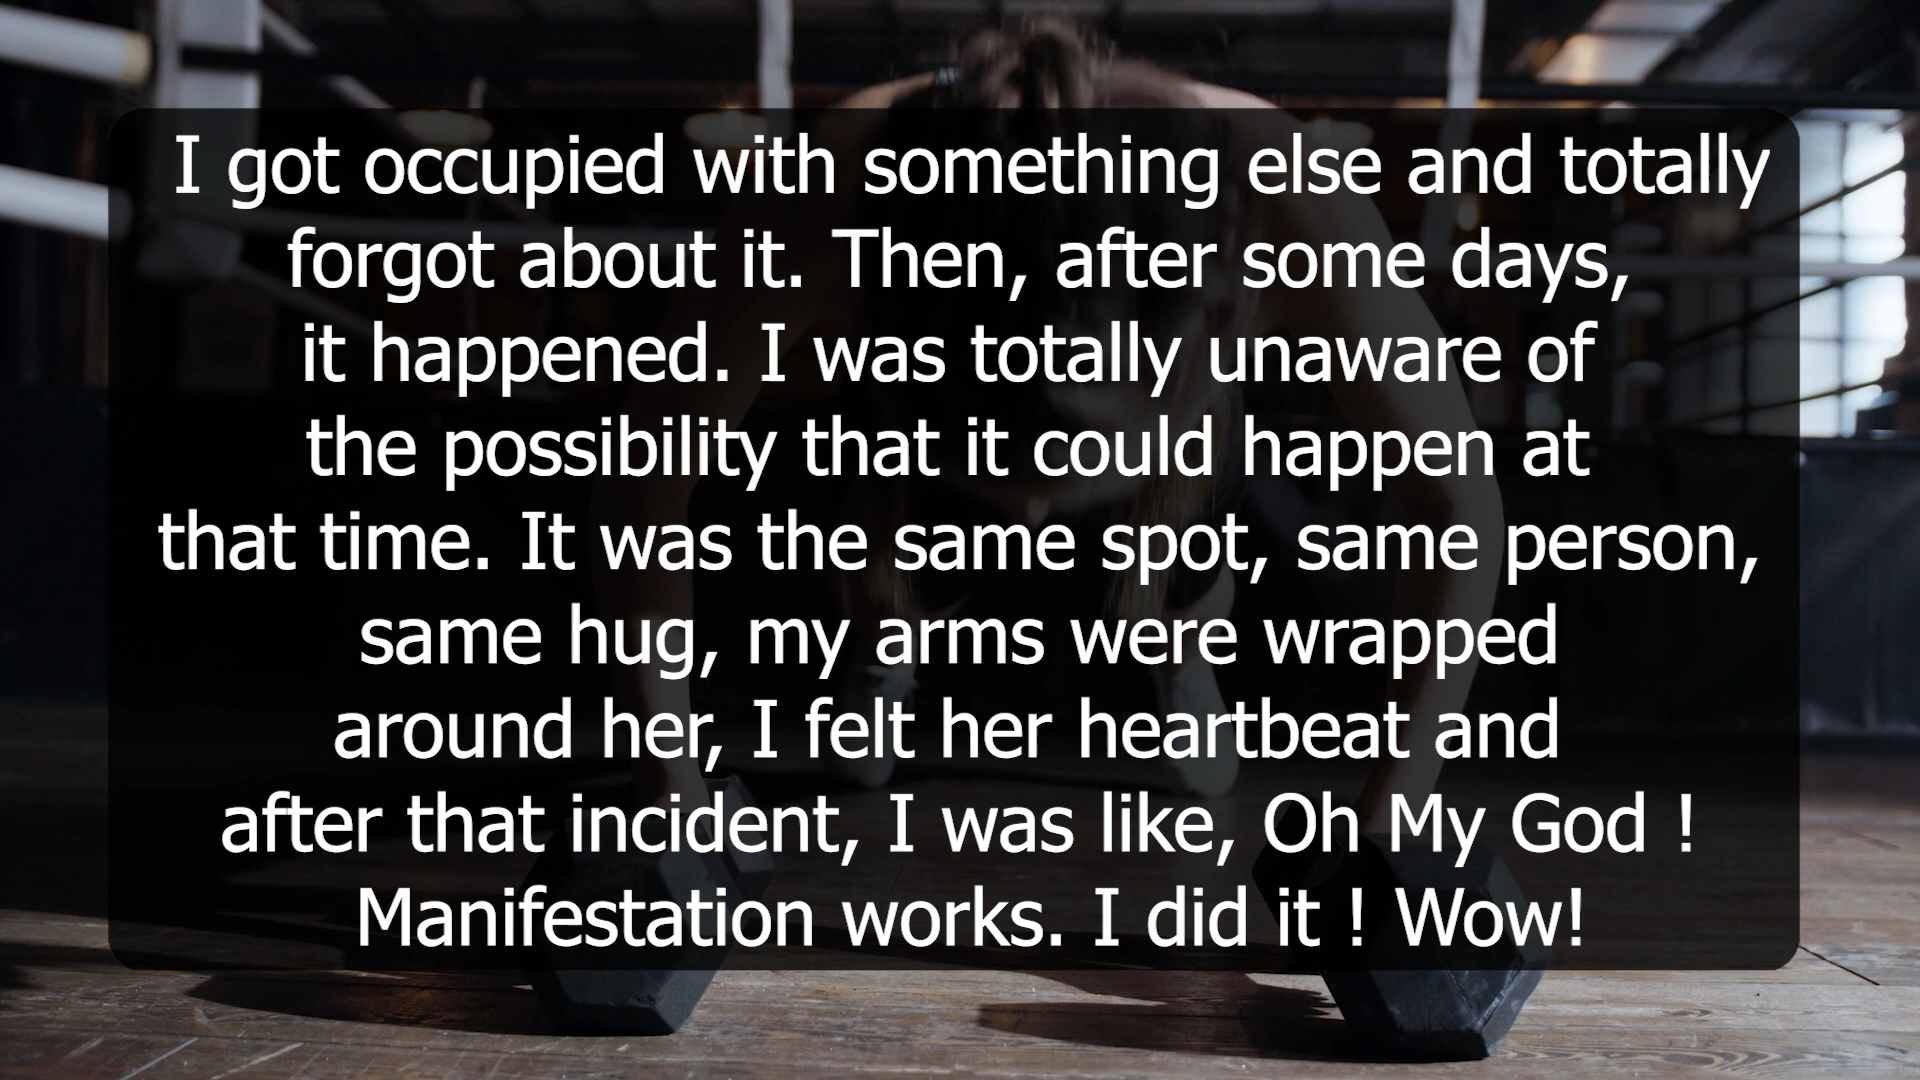 I got occupied with something else and totally
forgot about it. Then, after some days,
it happened. I was totally unaware of
the possibility that it could happen at
that time. It was the same spot, same person,
same hug, my arms were wrapped
around her, I felt her heartbeat and
after that incident, I was like, Oh My God !
Manifestation works. I did it ! Wow!